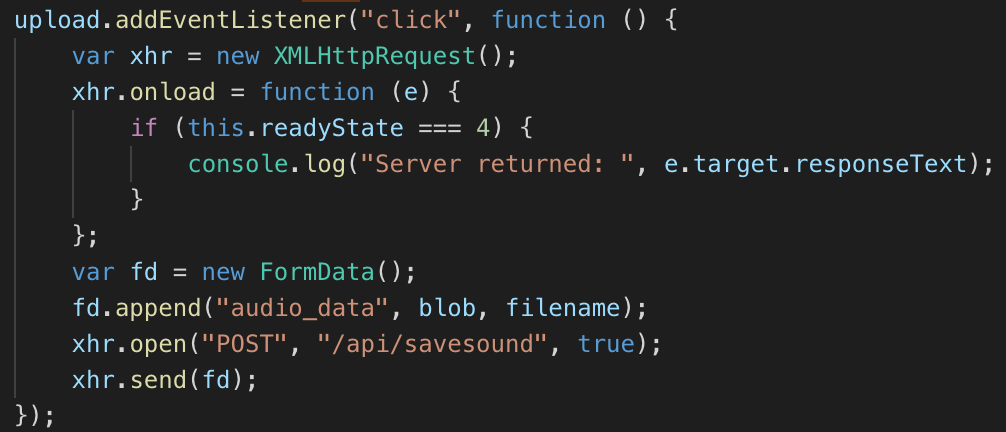 upload.addEventListener("click", function () {
    var xhr = new XMLHttpRequest();
    xhr.onload = function (e) {
        if (this.readyState === 4) {
            console.log("Server returned: ", e.target.responseText);
        }
    };
    var fd = new FormData();
    fd.append("audio_data", blob, filename);
    xhr.open("POST", "/api/savesound", true);
    xhr.send(fd);
});